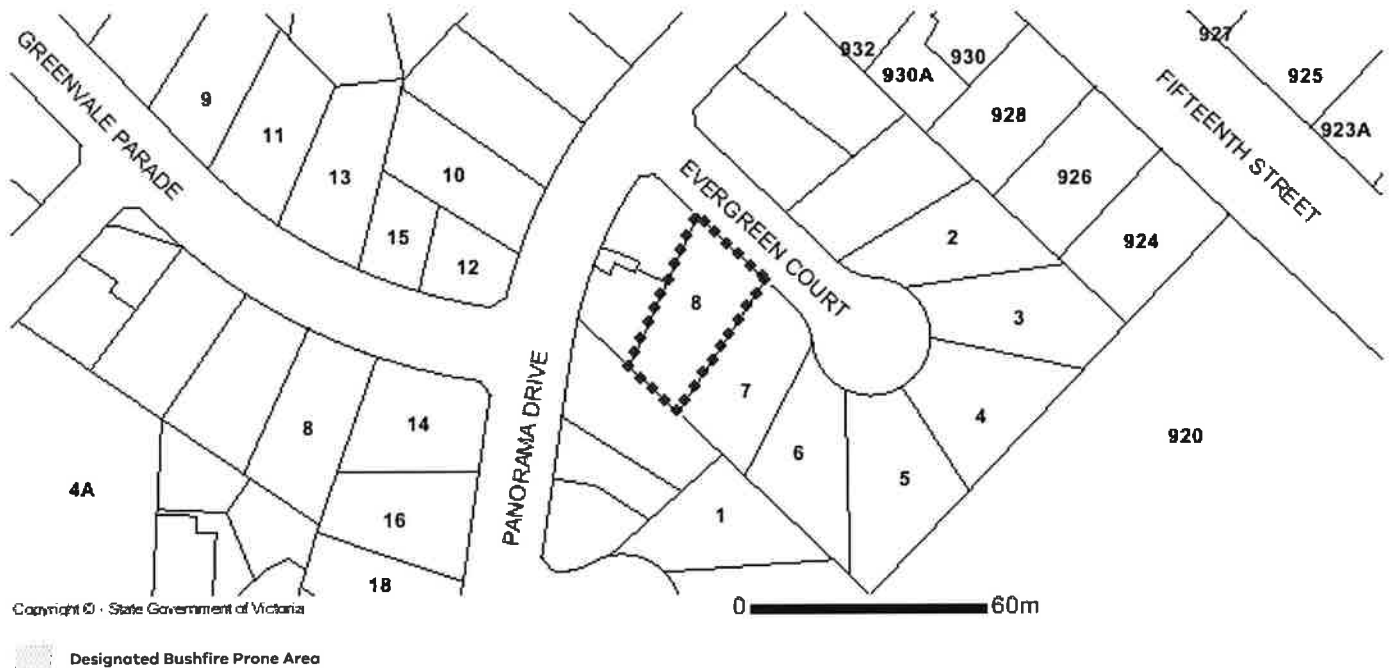 GREENVALE PARADE
9
11
13
10
15
12
932
930A
930
928
926
924
927
925
923A
FIFTEENTH STREET
EVERGREEN COURT
2
3
4
5
6
7
8
920
PANORAMA DRIVE
1
8
14
16
18
4A
Copyright © - State Government of Victoria
0 60m
Designated Bushfire Prone Area